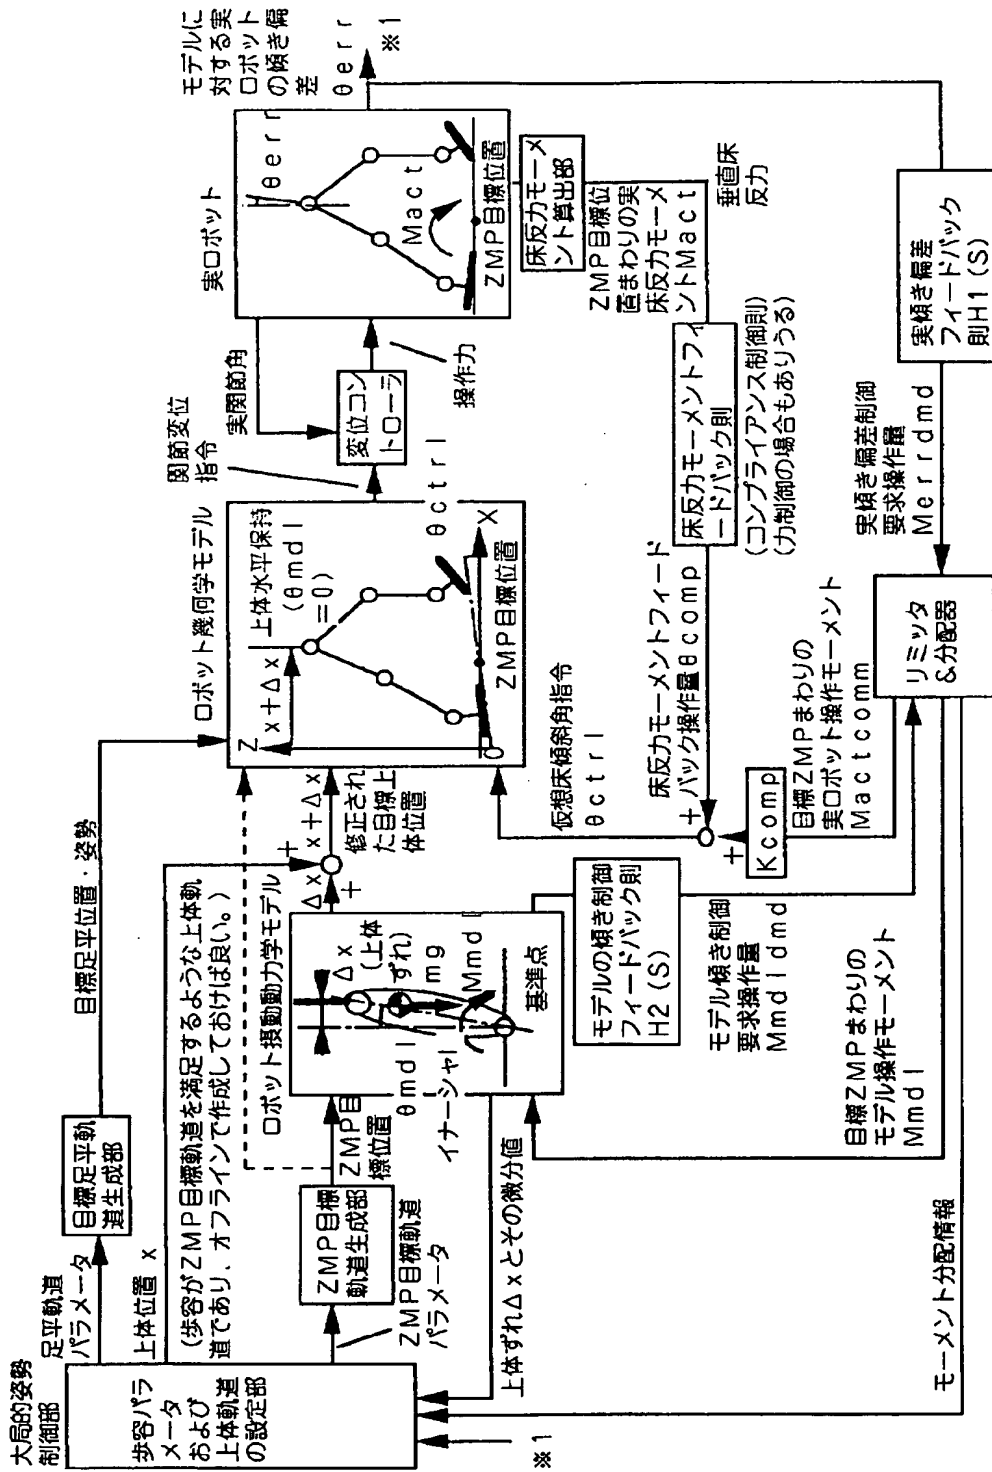 大局的姿勢
制御部
歩容パラ
メータ
および
上体軌道
の設定部
※1
足平軌道
パラメータ
目標足平軌
道生成部
目標足平位置・姿勢
上体位置 x
(歩容がZMP目標軌道を満足するような上体軌
道であり、オフラインで作成しておけば良い。)
ZMP目標軌道
パラメータ
ZMP目標
軌道生成部
ZMP目
標位置
ロボット摂動動力学モデル
Δx
(上体
ずれ)
mg
θmdl
Mmdl
イナーシャI
基準点
上体ずれΔxとその微分値
Δx
+
+
x+Δx
修正され
た目標上
体位置
ロボット幾何学モデル
Z
x+Δx
上体水平保持
(θmdl
=0)
θctrl
X
O
ZMP目標位置
関節変位
指令
変位コン
トローラ
実関節角
操作力
実ロボット
θerr
Mact
ZMP目標位置
モデルに
対する実
ロボット
の傾き偏
差
θerr
※1
床反力モーメ
ント算出部
ZMP目標位
置まわりの実
床反力モーメ
ントMact
垂直床
反力
床反力モーメントフィ
ードバック則
(コンプライアンス制御則)
(力制御の場合もありうる)
床反力モーメントフィード
バック操作量θcomp
+
+
仮想床傾斜角指令
θctrl
Kcomp
目標ZMPまわりの
実ロボット操作モーメント
Mactcomm
モデルの傾き制御
フィードバック則
H2(S)
モデル傾き制御
要求操作量
Mmdldmd
実傾き偏差
フィードバック
則H1(S)
実傾き偏差制御
要求操作量
Merrdmd
リミッタ
&分配器
目標ZMPまわりの
モデル操作モーメント
Mmdl
モーメント分配情報